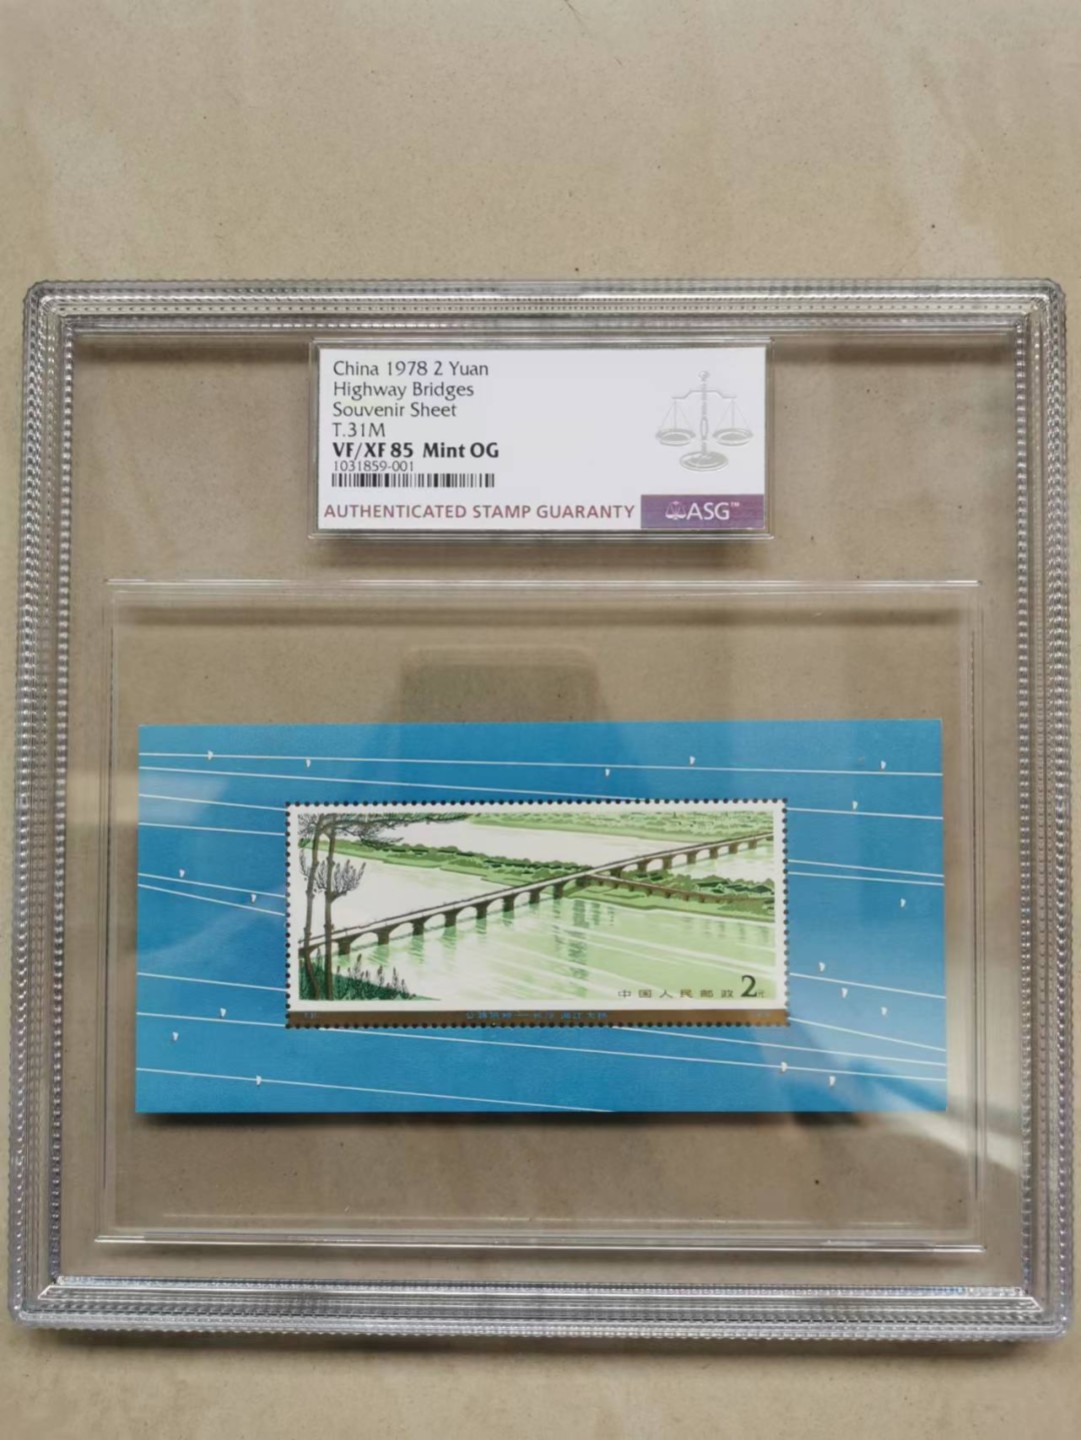 China 1978 2 Yuan
Highway Bridges
Souvenir Sheet
T.31M
VF/XF 85 Mint OG
1031859-001
AUTHENTICATED STAMP GUARANTY
ASG™
中国人民邮政 2元